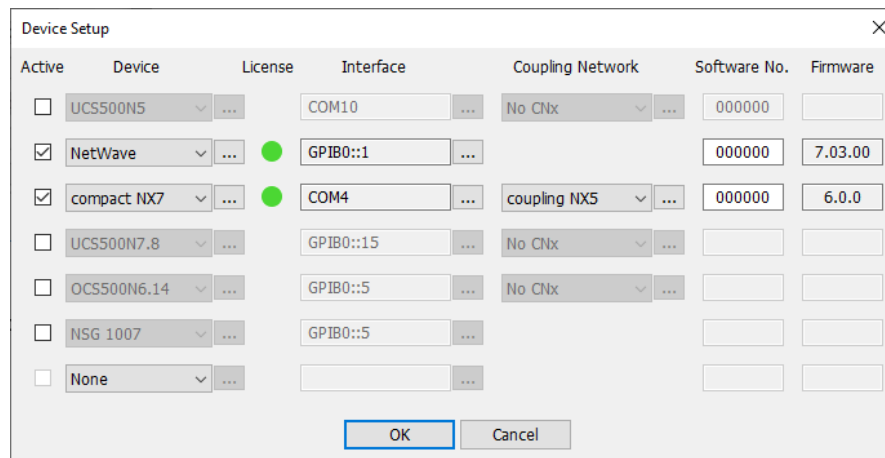 Device Setup
Active Device License Interface Coupling Network Software No. Firmware
UCS500N5 ... COM10 ... No CNx ... 000000
NetWave ... GPIB0::1 ... 000000 7.03.00
compact NX7 ... COM4 ... coupling NX5 ... 000000 6.0.0
UCS500N7.8 ... GPIB0::15 ... No CNx ...
OCS500N6.14 ... GPIB0::5 ... No CNx ...
NSG 1007 ... GPIB0::5 ...
None ... ...
OK Cancel